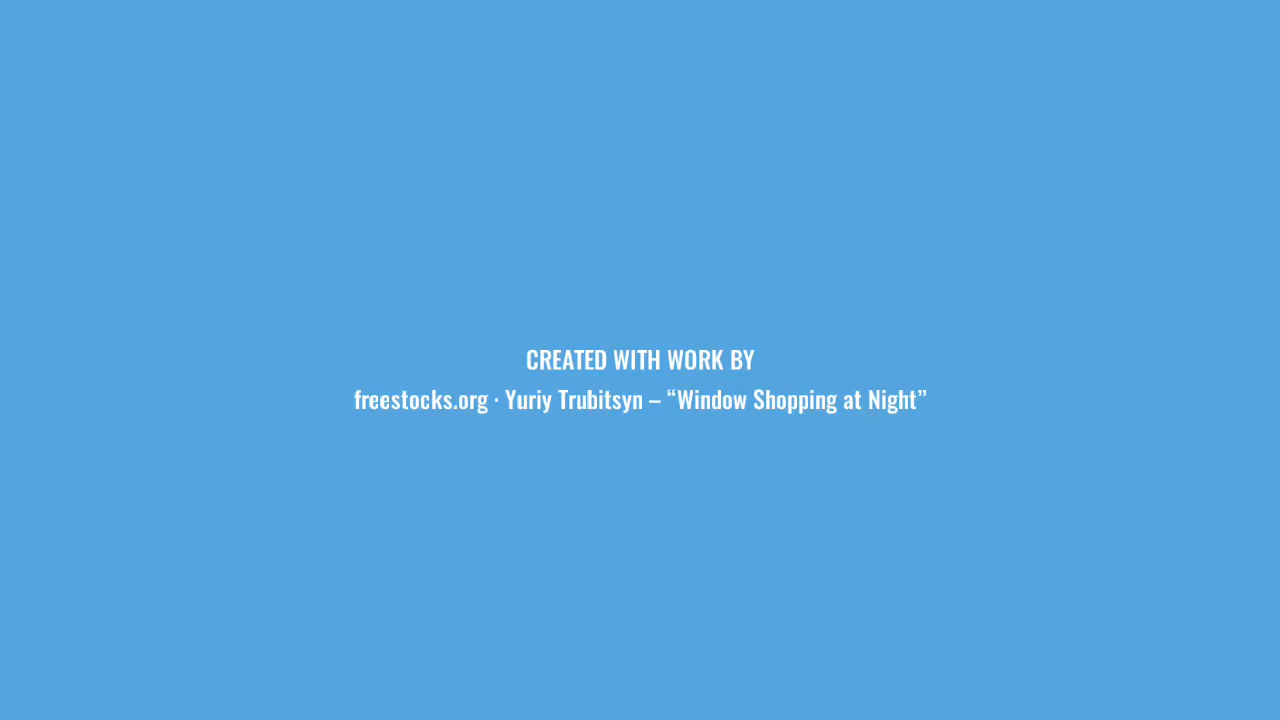 CREATED WITH WORK BY
freestocks.org · Yuriy Trubitsyn – “Window Shopping at Night”